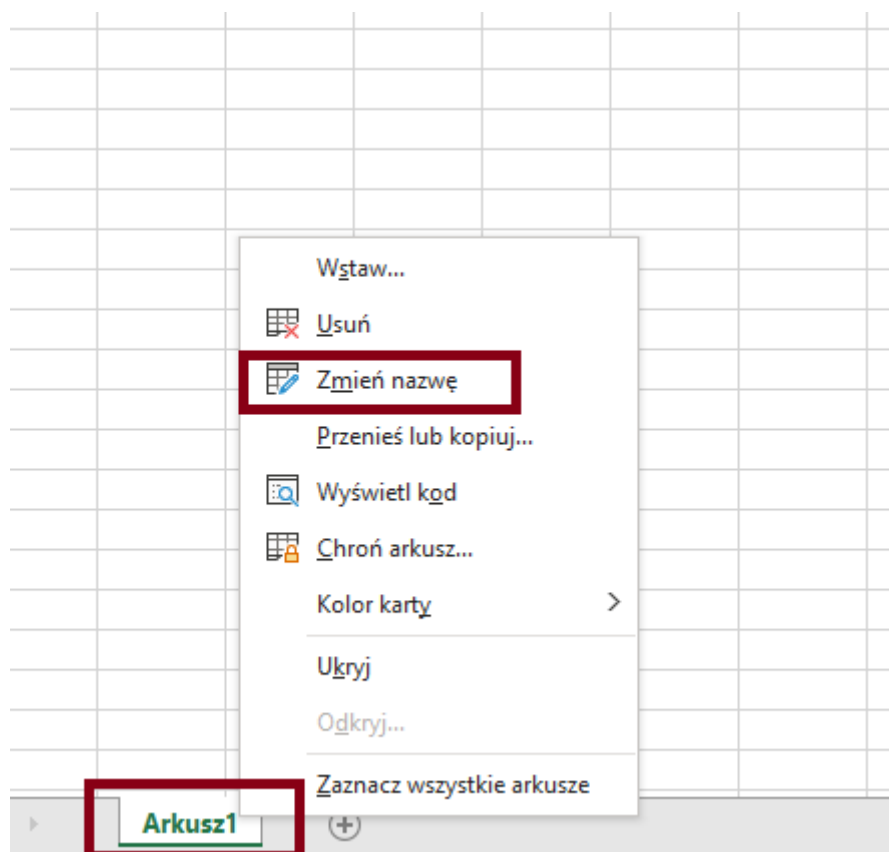 Wstaw...
Usuń
Zmień nazwę
Przenieś lub kopiuj...
Wyświetl kod
Chroń arkusz...
Kolor karty
Ukryj
Odkryj...
Zaznacz wszystkie arkusze
Arkusz1